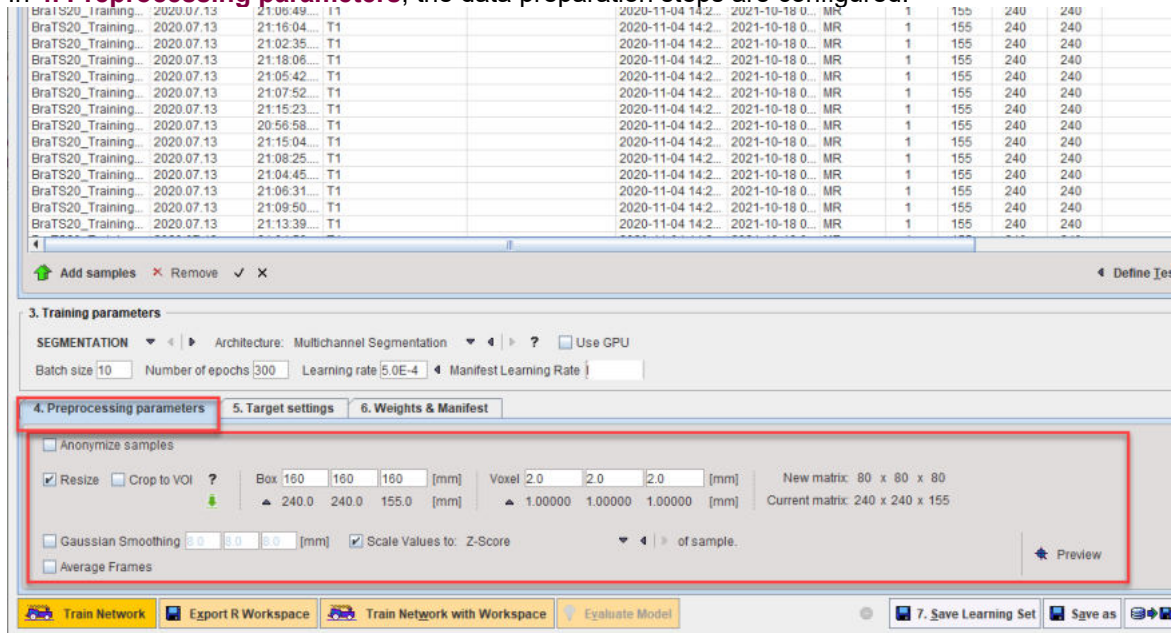 In 4. Preprocessing parameters, the data preparation steps are configured.
BraTS20_Training... 2020.07.13 21:06:49.... T1 2020-11-04 14:2... 2021-10-18 0... MR 1 155 240 240
BraTS20_Training... 2020.07.13 21:16:04.... T1 2020-11-04 14:2... 2021-10-18 0... MR 1 155 240 240
BraTS20_Training... 2020.07.13 21:02:35.... T1 2020-11-04 14:2... 2021-10-18 0... MR 1 155 240 240
BraTS20_Training... 2020.07.13 21:18:06.... T1 2020-11-04 14:2... 2021-10-18 0... MR 1 155 240 240
BraTS20_Training... 2020.07.13 21:05:42.... T1 2020-11-04 14:2... 2021-10-18 0... MR 1 155 240 240
BraTS20_Training... 2020.07.13 21:07:52.... T1 2020-11-04 14:2... 2021-10-18 0... MR 1 155 240 240
BraTS20_Training... 2020.07.13 21:15:23.... T1 2020-11-04 14:2... 2021-10-18 0... MR 1 155 240 240
BraTS20_Training... 2020.07.13 20:56:58.... T1 2020-11-04 14:2... 2021-10-18 0... MR 1 155 240 240
BraTS20_Training... 2020.07.13 21:15:04.... T1 2020-11-04 14:2... 2021-10-18 0... MR 1 155 240 240
BraTS20_Training... 2020.07.13 21:08:25.... T1 2020-11-04 14:2... 2021-10-18 0... MR 1 155 240 240
BraTS20_Training... 2020.07.13 21:04:45.... T1 2020-11-04 14:2... 2021-10-18 0... MR 1 155 240 240
BraTS20_Training... 2020.07.13 21:06:31.... T1 2020-11-04 14:2... 2021-10-18 0... MR 1 155 240 240
BraTS20_Training... 2020.07.13 21:09:50.... T1 2020-11-04 14:2... 2021-10-18 0... MR 1 155 240 240
BraTS20_Training... 2020.07.13 21:13:39.... T1 2020-11-04 14:2... 2021-10-18 0... MR 1 155 240 240
Add samples Remove Define Tes
3. Training parameters
SEGMENTATION Architecture: Multichannel Segmentation ? Use GPU
Batch size 10 Number of epochs 300 Learning rate 5.0E-4 Manifest Learning Rate
4. Preprocessing parameters 5. Target settings 6. Weights & Manifest
Anonymize samples
Resize Crop to VOI ? Box 160 160 160 [mm] Voxel 2.0 2.0 2.0 [mm] New matrix: 80 x 80 x 80
240.0 240.0 155.0 [mm] 1.00000 1.00000 1.00000 [mm] Current matrix: 240 x 240 x 155
Gaussian Smoothing 8.0 8.0 8.0 [mm] Scale Values to: Z-Score of sample.
Preview
Average Frames
Train Network Export R Workspace Train Network with Workspace Evaluate Model 7. Save Learning Set Save as